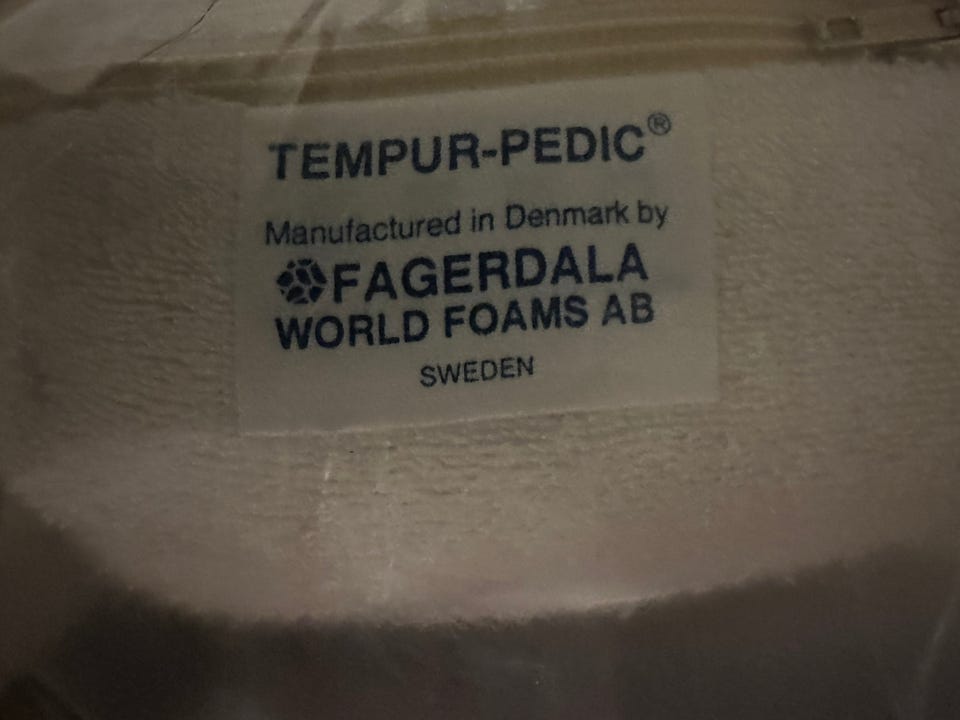 TEMPUR-PEDIC®
Manufactured in Denmark by
FAGERDALA
WORLD FOAMS AB
SWEDEN